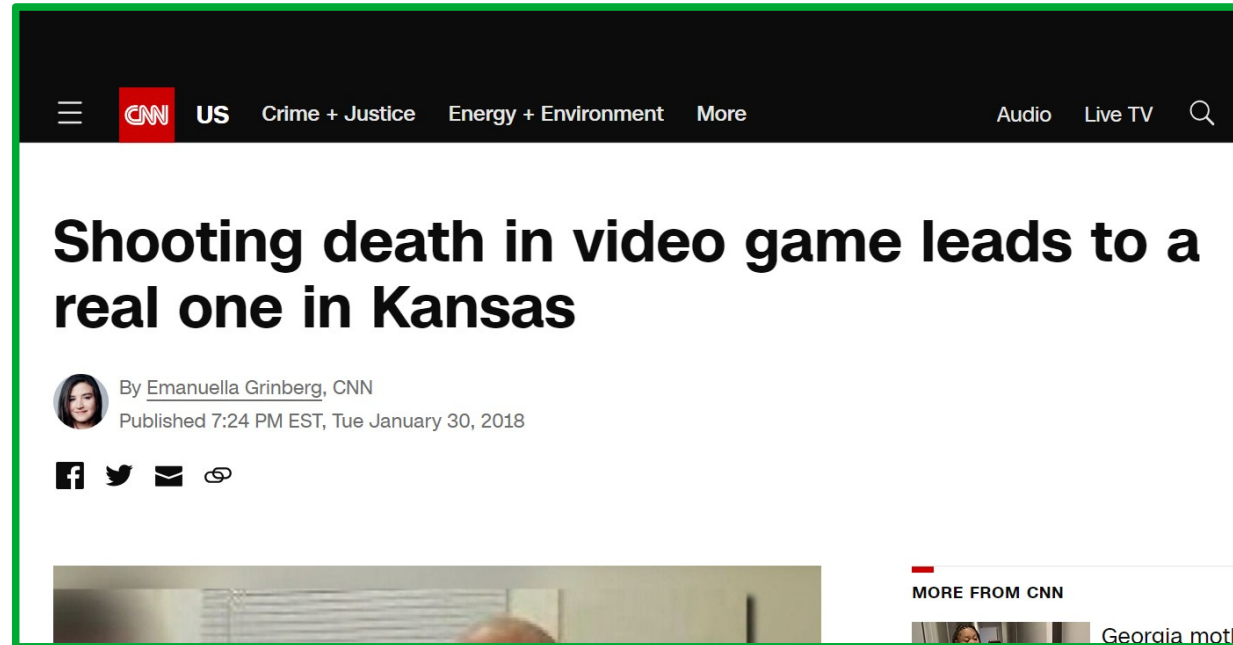 CNN US Crime + Justice Energy + Environment More Audio Live TV
Shooting death in video game leads to a
real one in Kansas
By Emanuella Grinberg, CNN
Published 7:24 PM EST, Tue January 30, 2018
MORE FROM CNN
Georgia